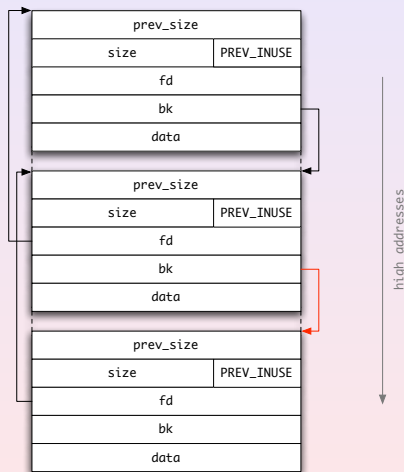 prev_size
size PREV_INUSE
fd
bk
data
prev_size
size PREV_INUSE
fd
bk
data
prev_size
size PREV_INUSE
fd
bk
data
high addresses